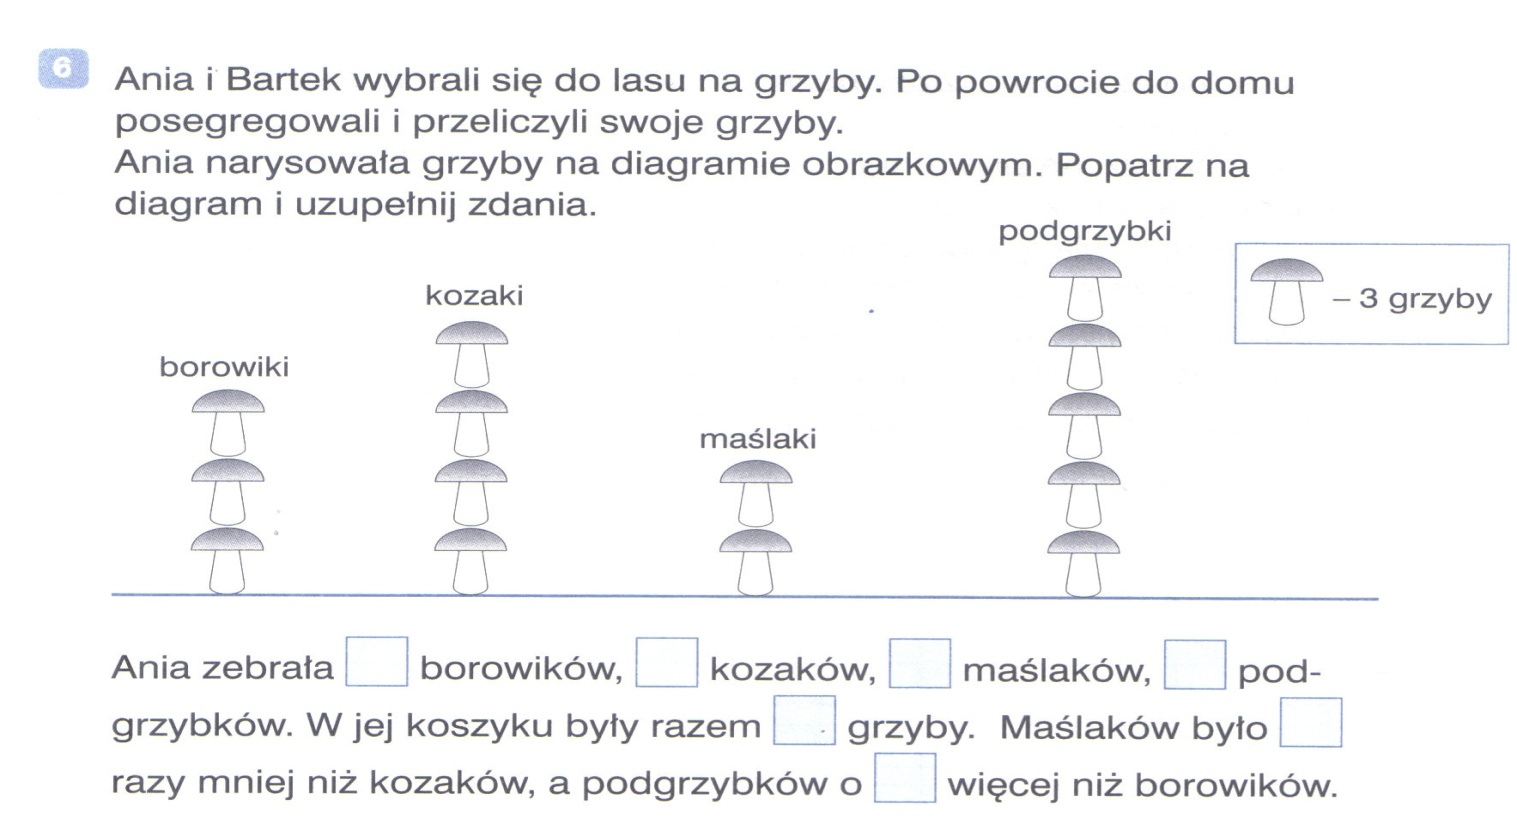 6
Ania i Bartek wybrali się do lasu na grzyby. Po powrocie do domu
posegregowali i przeliczyli swoje grzyby.
Ania narysowała grzyby na diagramie obrazkowym. Popatrz na
diagram i uzupełnij zdania.
podgrzybki
kozaki
– 3 grzyby
borowiki
maślaki
Ania zebrała borowików, kozaków, maślaków, pod-
grzybków. W jej koszyku były razem grzyby. Maślaków było
razy mniej niż kozaków, a podgrzybków o więcej niż borowików.